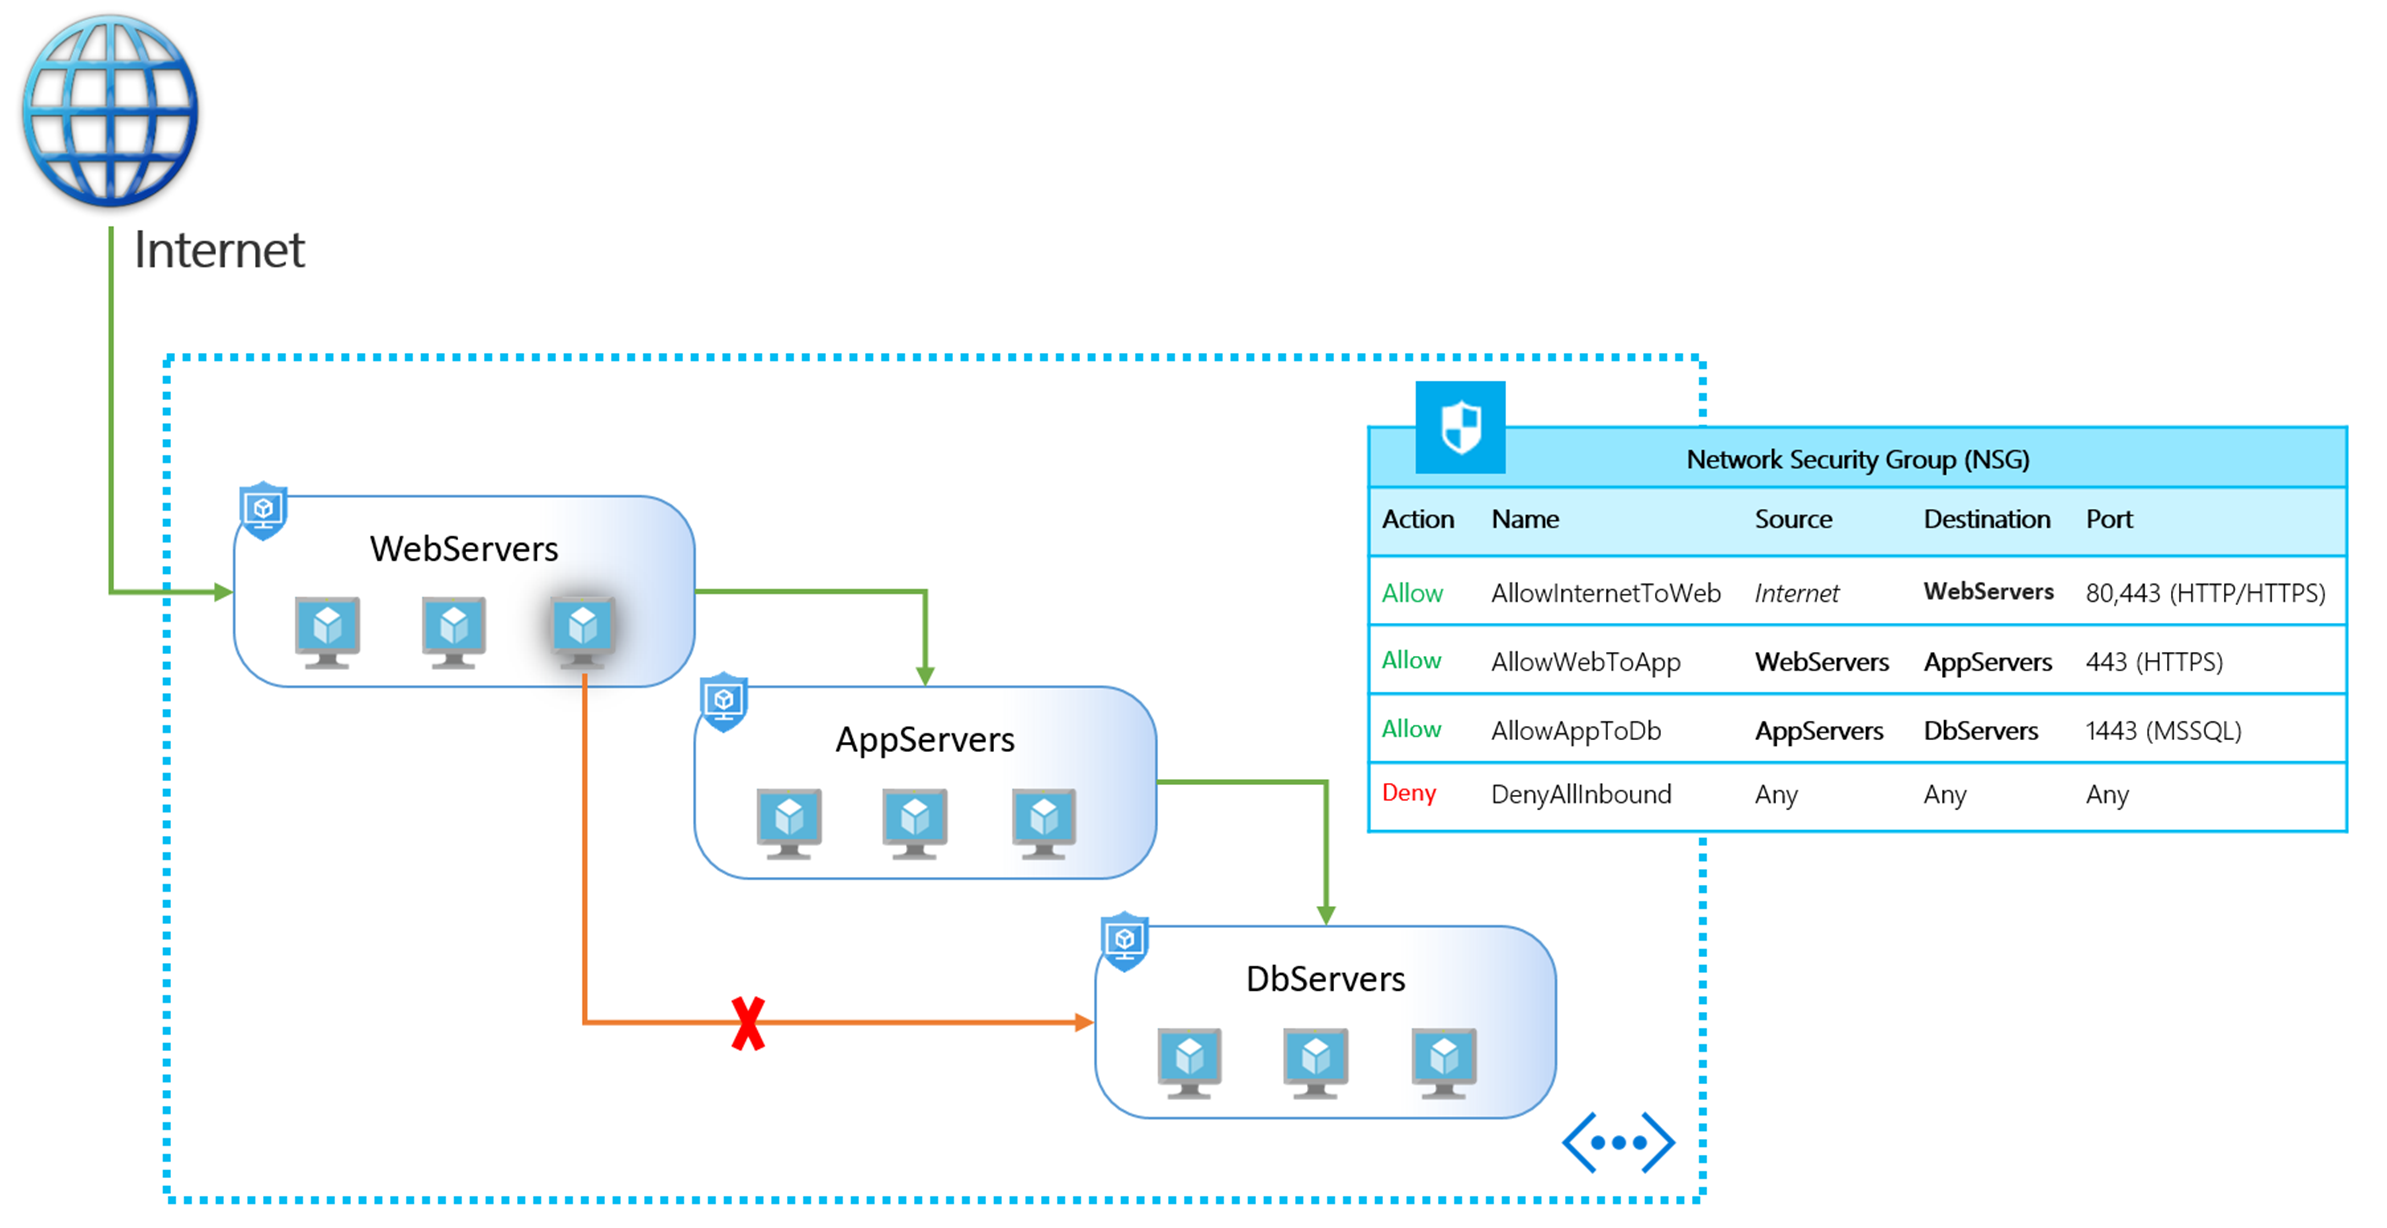 Internet
WebServers
AppServers
DbServers
Network Security Group (NSG)
Action Name Source Destination Port
Allow AllowInternetToWeb Internet WebServers 80,443 (HTTP/HTTPS)
Allow AllowWebToApp WebServers AppServers 443 (HTTPS)
Allow AllowAppToDb AppServers DbServers 1443 (MSSQL)
Deny DenyAllInbound Any Any Any